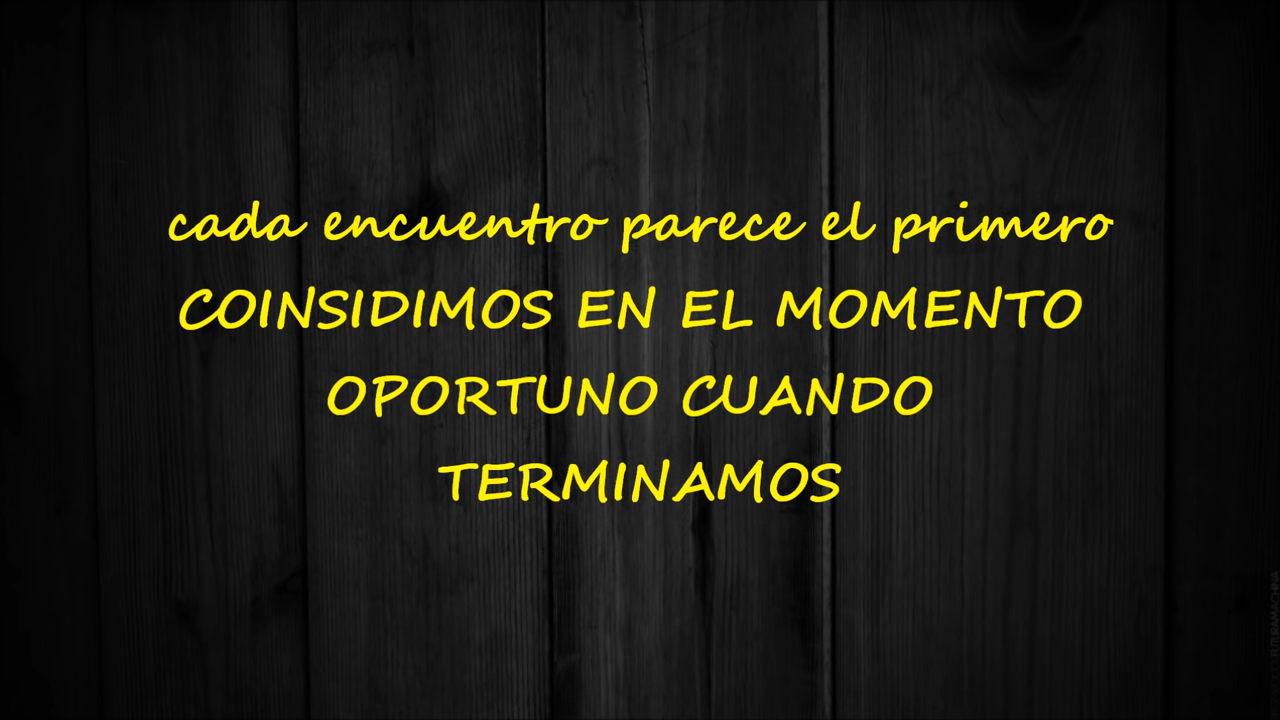 cada encuentro parece el primero
COINSIDIMOS EN EL MOMENTO
OPORTUNO CUANDO
TERMINAMOS